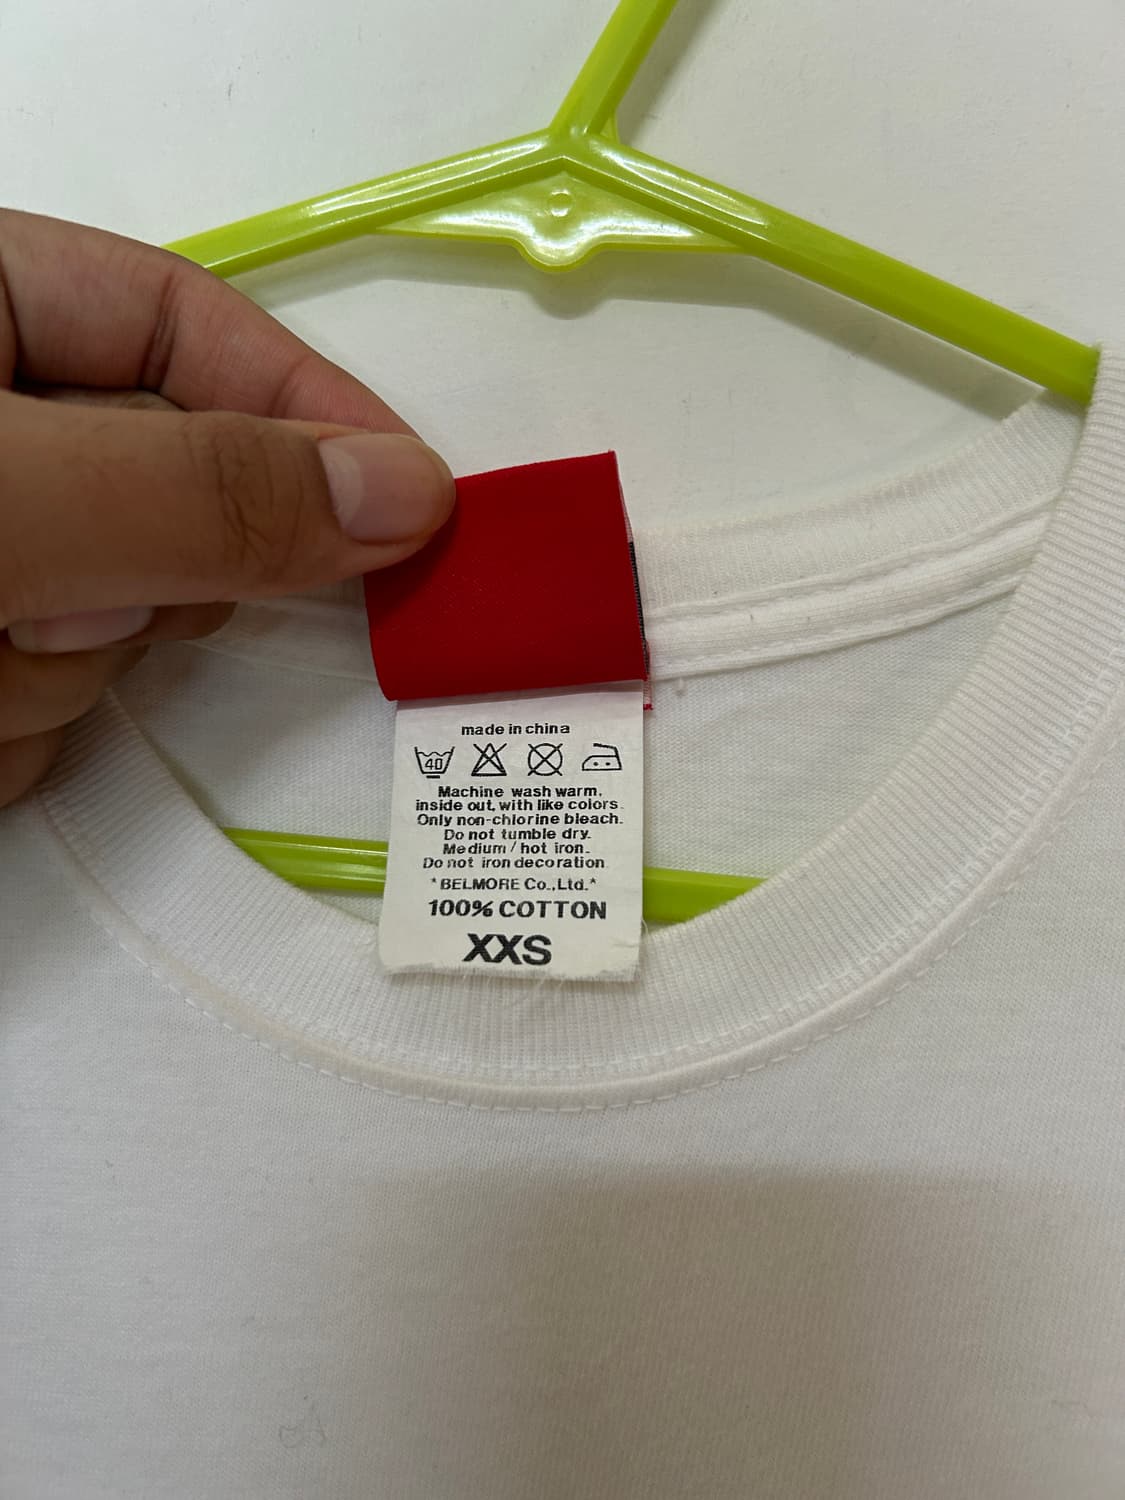 made in china
40
Machine wash warm,
inside out, with like colors.
Only non-chlorine bleach.
Do not tumble dry.
Medium / hot iron.
Do not iron decoration.
*BELMORE Co.,Ltd.*
100% COTTON
XXS